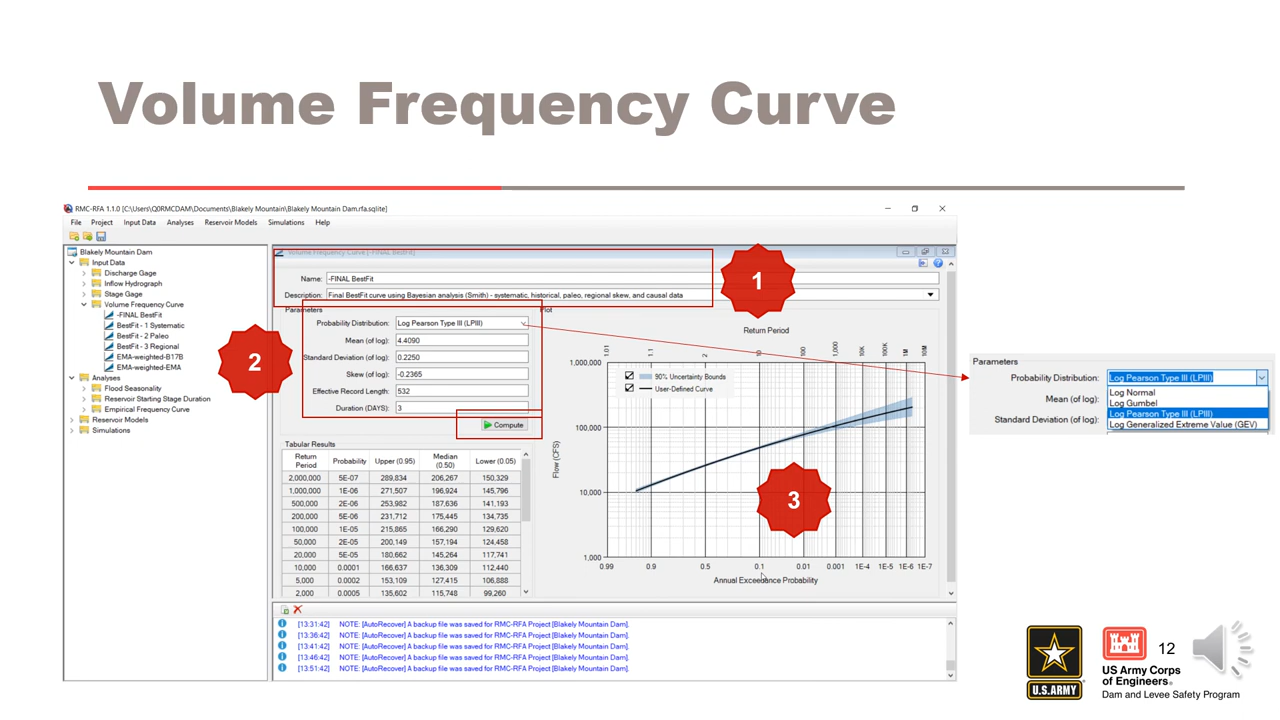 Volume Frequency Curve
RMC-RFA 1.1.0 [C:\Users\Q0RMCDAM\Documents\Blakely Mountain\Blakely Mountain Dam.rfa.sqlite]
File Project Input Data Analyses Reservoir Models Simulations Help
Blakely Mountain Dam
Input Data
Discharge Gage
Inflow Hydrograph
Stage Gage
Volume Frequency Curve
-FINAL BestFit
BestFit - 1 Systematic
BestFit - 2 Paleo
BestFit - 3 Regional
EMA-weighted-B17B
EMA-weighted-EMA
Analyses
Flood Seasonality
Reservoir Starting Stage Duration
Empirical Frequency Curve
Reservoir Models
Simulations
Volume Frequency Curve [-FINAL BestFit]
Name: -FINAL BestFit
Description: Final BestFit curve using Bayesian analysis (Smith) - systematic, historical, paleo, regional skew, and causal data
1
Parameters
Probability Distribution: Log Pearson Type III (LPIII)
Mean (of log): 4.4090
Standard Deviation (of log): 0.2250
Skew (of log): -0.2365
Effective Record Length: 532
Duration (DAYS): 3
Compute
2
Tabular Results
Return Period Probability Upper (0.95) Median (0.50) Lower (0.05)
2,000,000 5E-07 289,834 206,267 150,329
1,000,000 1E-06 271,507 196,924 145,796
500,000 2E-06 253,982 187,636 141,193
200,000 5E-06 231,712 175,445 134,735
100,000 1E-05 215,865 166,290 129,620
50,000 2E-05 200,149 157,194 124,458
20,000 5E-05 180,662 145,264 117,741
10,000 0.0001 166,637 136,309 112,440
5,000 0.0002 153,109 127,415 106,888
2,000 0.0005 135,602 115,748 99,260
Plot
Return Period
1.01 1.1 2 10 100 1,000 10K 100K 1M 10M
90% Uncertainty Bounds
User-Defined Curve
1,000,000
100,000
10,000
1,000
Flow (CFS)
3
0.99 0.9 0.5 0.1 0.01 0.001 1E-4 1E-5 1E-6 1E-7
Annual Exceedance Probability
Parameters
Probability Distribution: Log Pearson Type III (LPIII)
Mean (of log):
Standard Deviation (of log):
Log Normal
Log Gumbel
Log Pearson Type III (LPIII)
Log Generalized Extreme Value (GEV)
[13:31:42] NOTE: [AutoRecover] A backup file was saved for RMC-RFA Project [Blakely Mountain Dam].
[13:36:42] NOTE: [AutoRecover] A backup file was saved for RMC-RFA Project [Blakely Mountain Dam].
[13:41:42] NOTE: [AutoRecover] A backup file was saved for RMC-RFA Project [Blakely Mountain Dam].
[13:46:42] NOTE: [AutoRecover] A backup file was saved for RMC-RFA Project [Blakely Mountain Dam].
[13:51:42] NOTE: [AutoRecover] A backup file was saved for RMC-RFA Project [Blakely Mountain Dam].
U.S.ARMY
US Army Corps
of Engineers®
Dam and Levee Safety Program
12